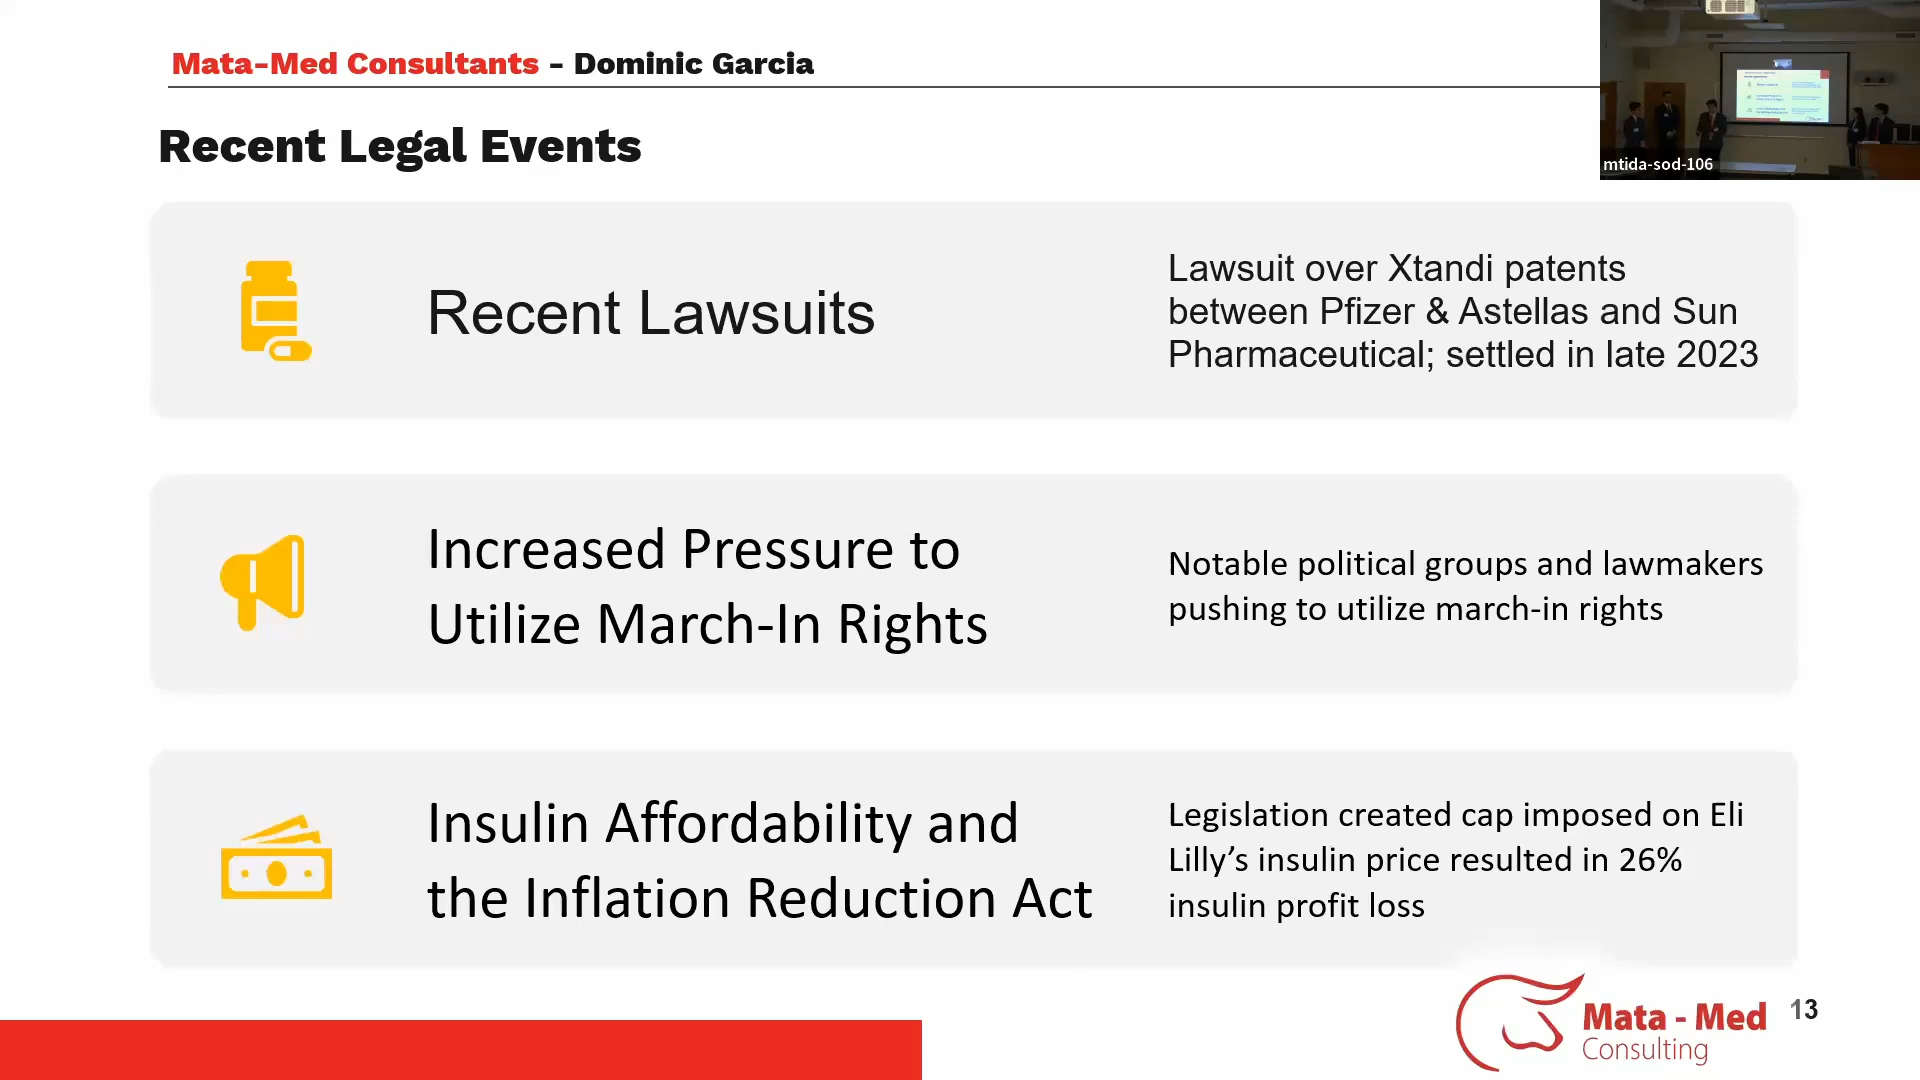 Mata-Med Consultants - Dominic Garcia
mtida-sod-106
Recent Legal Events
Recent Lawsuits
Lawsuit over Xtandi patents
between Pfizer & Astellas and Sun
Pharmaceutical; settled in late 2023
Increased Pressure to
Utilize March-In Rights
Notable political groups and lawmakers
pushing to utilize march-in rights
Insulin Affordability and
the Inflation Reduction Act
Legislation created cap imposed on Eli
Lilly’s insulin price resulted in 26%
insulin profit loss
Mata - Med
Consulting
13